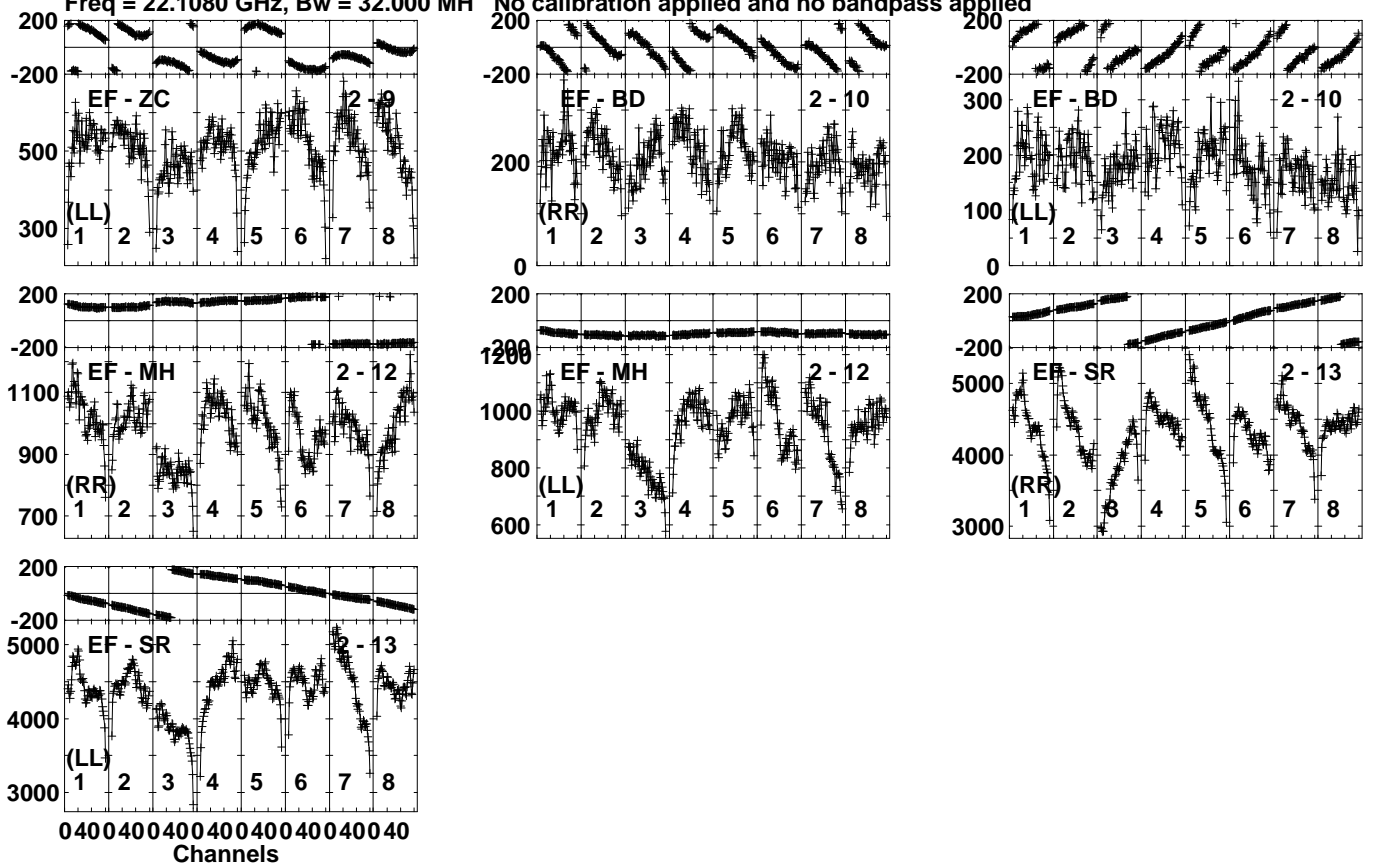 Freq = 22.1080 GHz, Bw = 32.000 MH No calibration applied and no bandpass applied
200
-200
EF - ZC 2 - 9
500
300
(LL)
1 2 3 4 5 6 7 8
200
-200
EF - BD 2 - 10
200
0
(RR)
1 2 3 4 5 6 7 8
200
-200
EF - BD 2 - 10
300
200
100
0
(LL)
1 2 3 4 5 6 7 8
200
-200
EF - MH 2 - 12
1100
900
700
(RR)
1 2 3 4 5 6 7 8
200
-200
EF - MH 2 - 12
1200
1000
800
600
(LL)
1 2 3 4 5 6 7 8
200
-200
EF - SR 2 - 13
5000
4000
3000
(RR)
1 2 3 4 5 6 7 8
200
-200
EF - SR 2 - 13
5000
4000
3000
(LL)
1 2 3 4 5 6 7 8
0 40 0 40 0 40 0 40 0 40 0 40 0 40 0 40
Channels